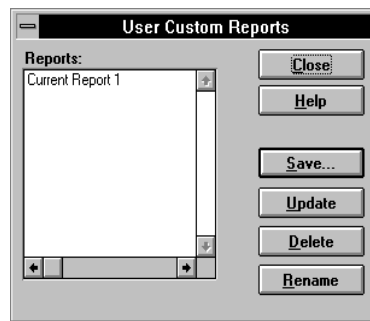 User Custom Reports
Reports:
Current Report 1
Close
Help
Save...
Update
Delete
Rename